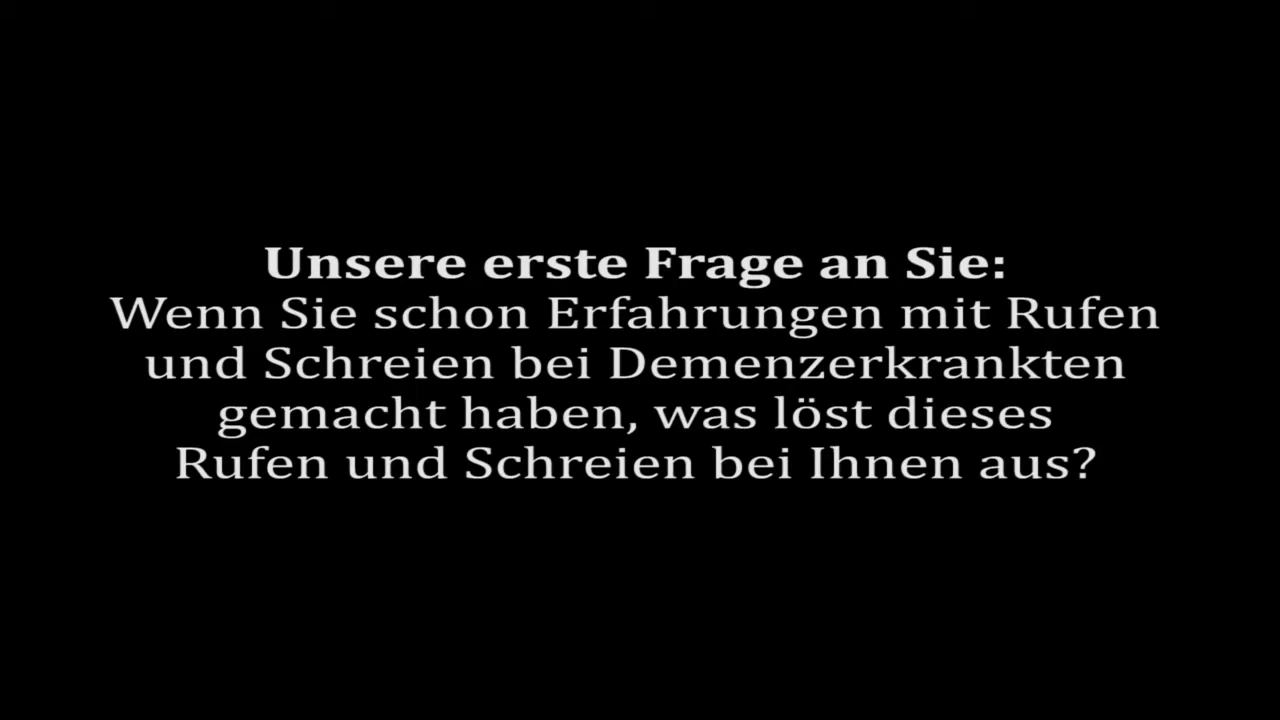 Unsere erste Frage an Sie:
Wenn Sie schon Erfahrungen mit Rufen
und Schreien bei Demenzerkrankten
gemacht haben, was löst dieses
Rufen und Schreien bei Ihnen aus?